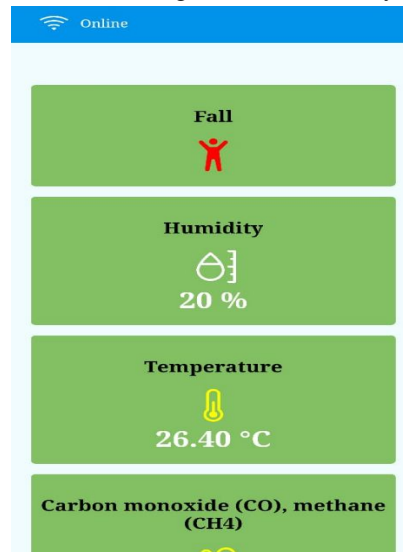 Online
Fall
Humidity
20 %
Temperature
26.40 °C
Carbon monoxide (CO), methane
(CH4)